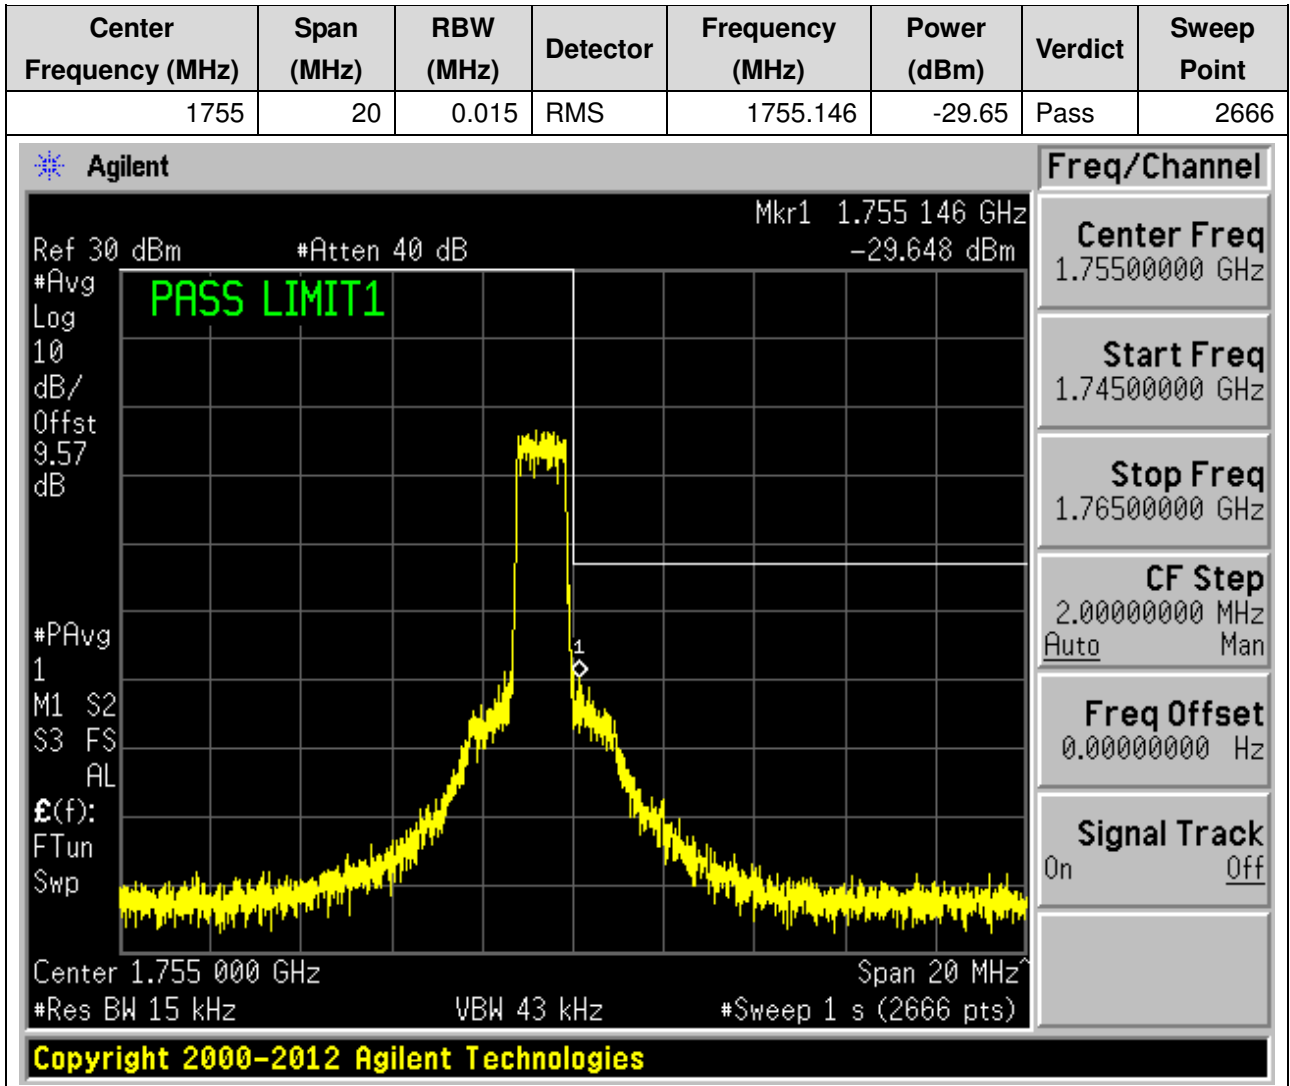 Center Frequency (MHz) Span (MHz) RBW (MHz) Detector Frequency (MHz) Power (dBm) Verdict Sweep Point
1755 20 0.015 RMS 1755.146 -29.65 Pass 2666
Agilent
Freq/Channel
Mkr1 1.755 146 GHz
Ref 30 dBm #Atten 40 dB -29.648 dBm
#Avg
Log
10
dB/
Offst
9.57
dB
PASS LIMIT1
#PAvg
1
M1 S2
S3 FS
AL
£(f):
FTun
Swp
1
Center 1.755 000 GHz Span 20 MHz^
#Res BW 15 kHz VBW 43 kHz #Sweep 1 s (2666 pts)
Center Freq
1.75500000 GHz
Start Freq
1.74500000 GHz
Stop Freq
1.76500000 GHz
CF Step
2.00000000 MHz
Auto Man
Freq Offset
0.00000000 Hz
Signal Track
On Off
Copyright 2000-2012 Agilent Technologies